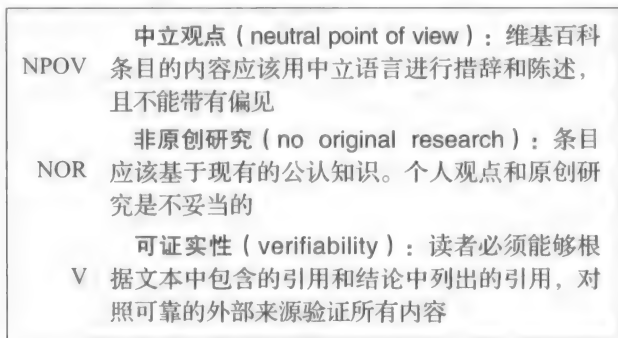 中立观点（neutral point of view）：维基百科
NPOV 条目的内容应该用中立语言进行措辞和陈述，
且不能带有偏见
非原创研究（no original research）：条目
NOR 应该基于现有的公认知识。个人观点和原创研
究是不妥当的
可证实性（verifiability）：读者必须能够根
V 据文本中包含的引用和结论中列出的引用，对
照可靠的外部来源验证所有内容